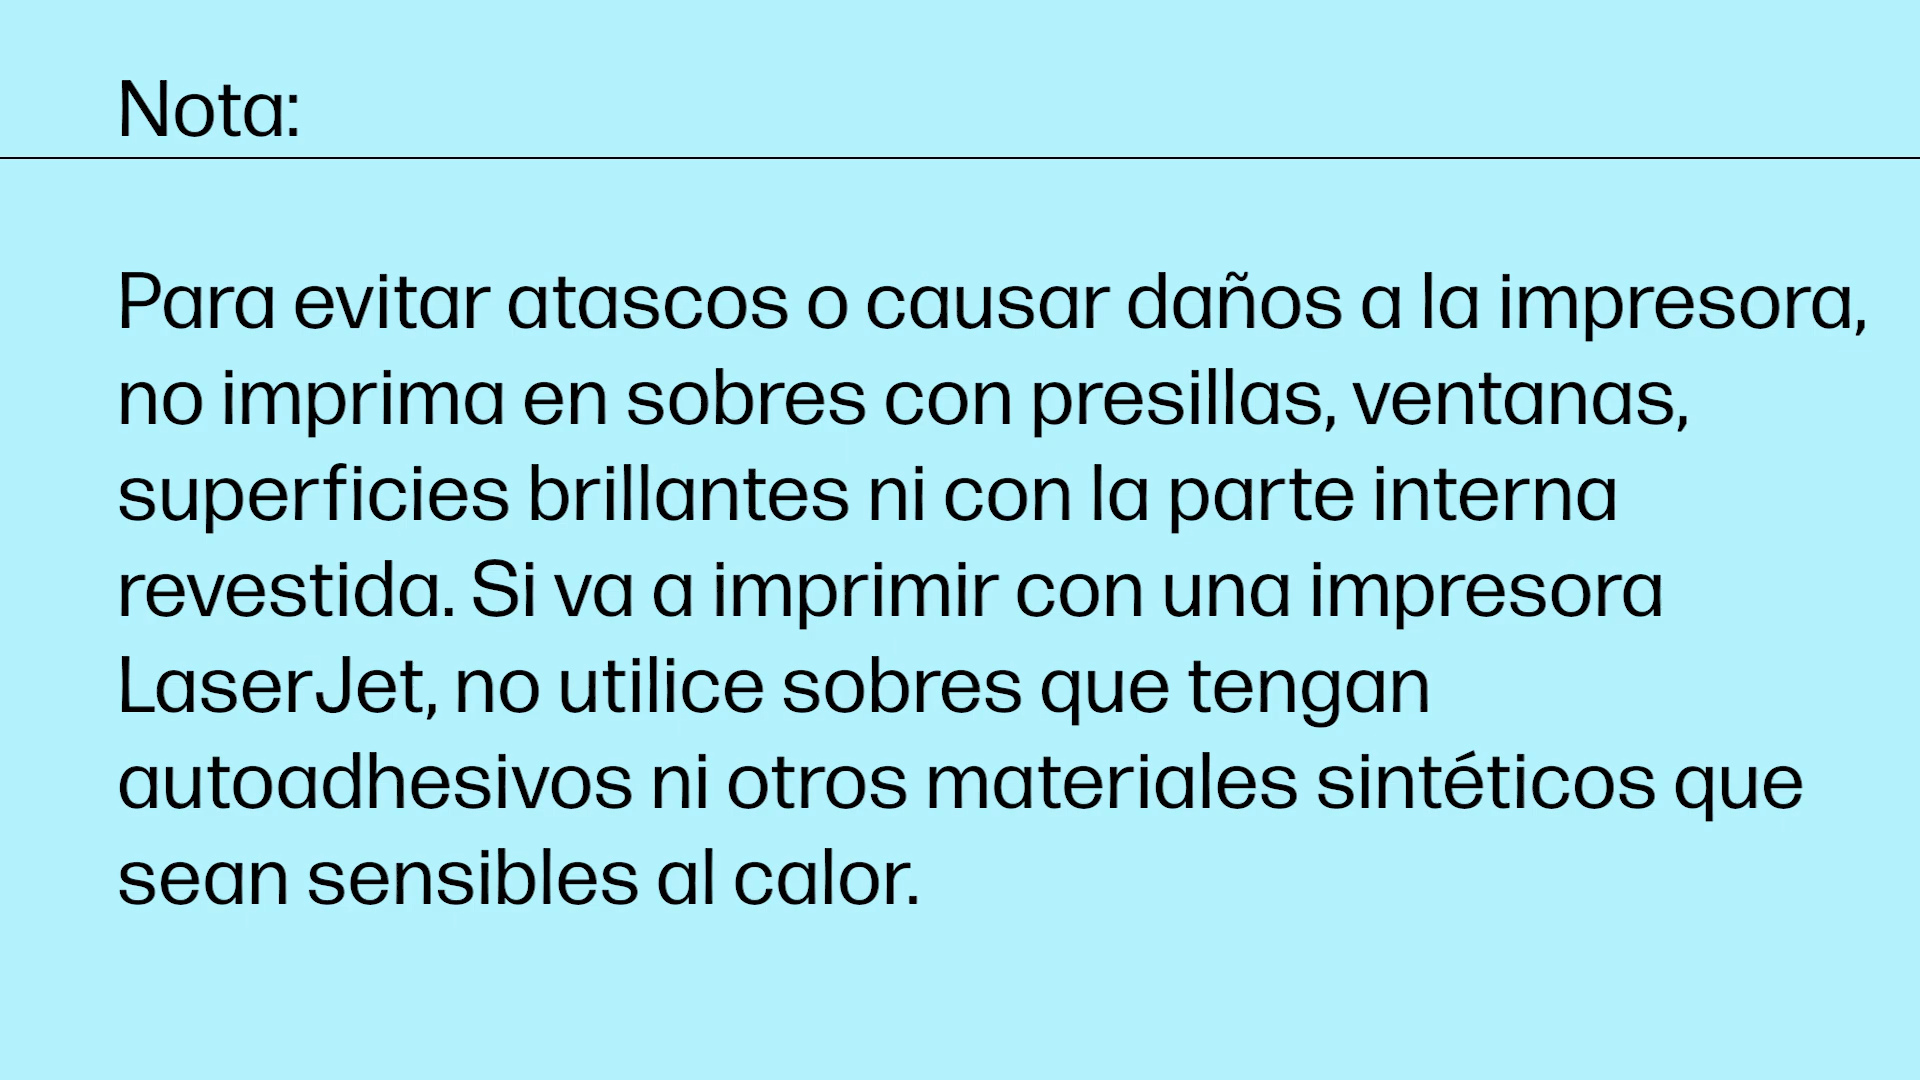 Nota:
Para evitar atascos o causar daños a la impresora,
no imprima en sobres con presillas, ventanas,
superficies brillantes ni con la parte interna
revestida. Si va a imprimir con una impresora
LaserJet, no utilice sobres que tengan
autoadhesivos ni otros materiales sintéticos que
sean sensibles al calor.